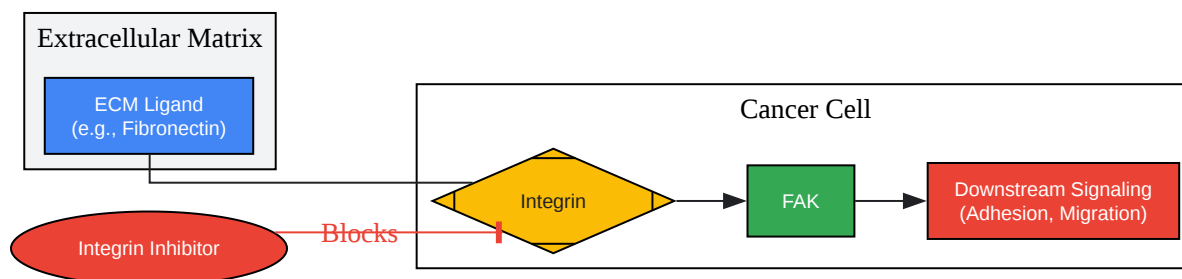 Extracellular Matrix
ECM Ligand
(e.g., Fibronectin)
Cancer Cell
Integrin
FAK
Downstream Signaling
(Adhesion, Migration)
Blocks
Integrin Inhibitor